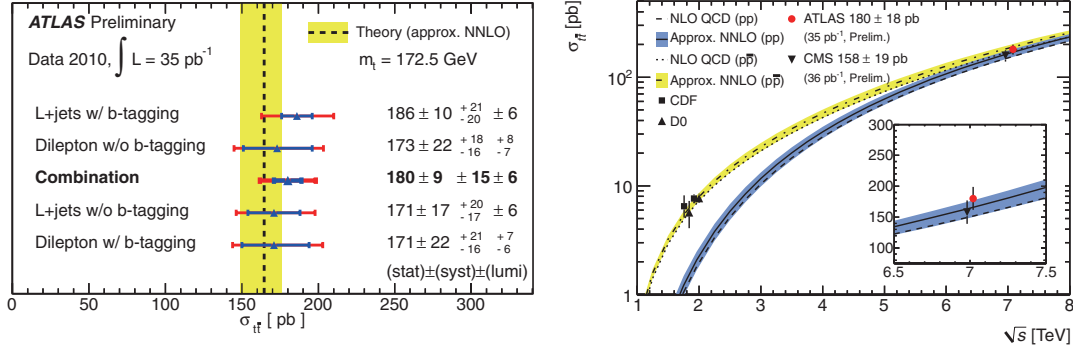 ATLAS Preliminary
Data 2010, ∫ L = 35 pb⁻¹
Theory (approx. NNLO)
mₜ = 172.5 GeV
L+jets w/ b-tagging 186 ± 10 +21 -20 ± 6
Dilepton w/o b-tagging 173 ± 22 +18 -16 +8 -7
Combination 180 ± 9 ± 15 ± 6
L+jets w/o b-tagging 171 ± 17 +20 -17 ± 6
Dilepton w/ b-tagging 171 ± 22 +21 -16 +7 -6
(stat)±(syst)±(lumi)
0 50 100 150 200 250 300
σtt̄ [ pb]
σtt̄ [pb]
NLO QCD (pp)
Approx. NNLO (pp)
NLO QCD (pp̄)
Approx. NNLO (pp̄)
CDF
D0
ATLAS 180 ± 18 pb
(35 pb⁻¹, Prelim.)
CMS 158 ± 19 pb
(36 pb⁻¹, Prelim.)
10²
10
1
300
250
200
150
100
6.5 7 7.5
1 2 3 4 5 6 7 8
√s [TeV]